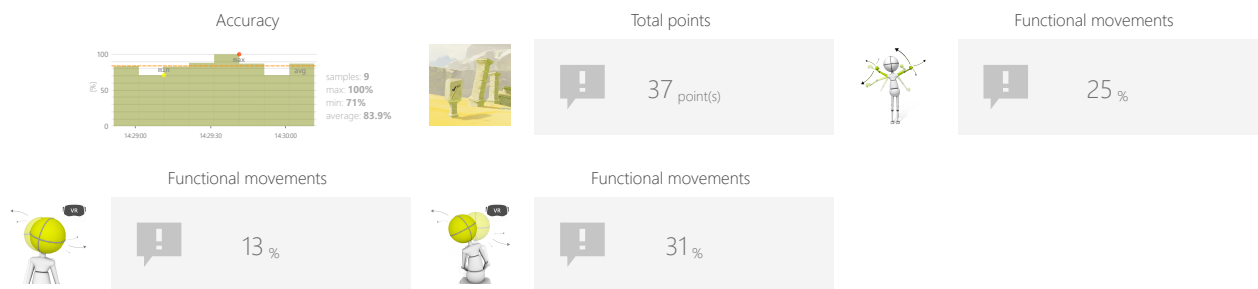 Accuracy
100
50
0
[%]
min
max
avg
14:29:00
14:29:30
14:30:00
samples: 9
max: 100%
min: 71%
average: 83.9%
Total points
37 point(s)
Functional movements
25 %
Functional movements
VR
13 %
Functional movements
VR
31 %